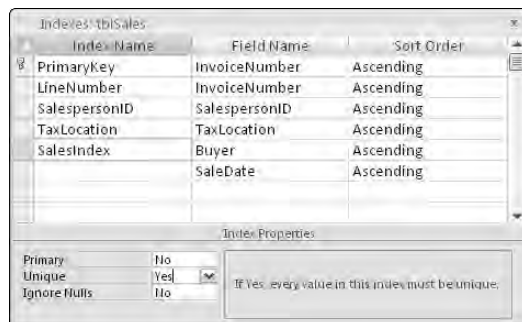 Indexes: tblSales
Index Name Field Name Sort Order
PrimaryKey InvoiceNumber Ascending
LineNumber InvoiceNumber Ascending
SalespersonID SalespersonID Ascending
TaxLocation TaxLocation Ascending
SalesIndex Buyer Ascending
SaleDate Ascending
Index Properties
Primary No
Unique Yes
If Yes, every value in this index must be unique.
Ignore Nulls No